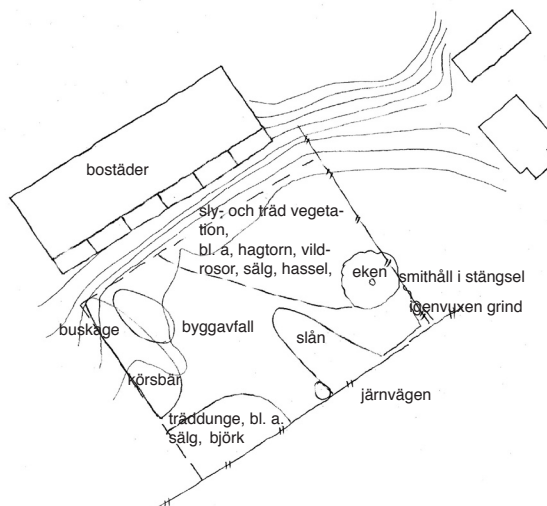 bostäder
sly- och träd vegeta-
tion,
bl. a, hagtorn, vild-
rosor, sälg, hassel,
eken
smithåll i stängsel
igenvuxen grind
buskage
byggavfall
slån
körsbär
järnvägen
träddunge, bl. a.
sälg, björk